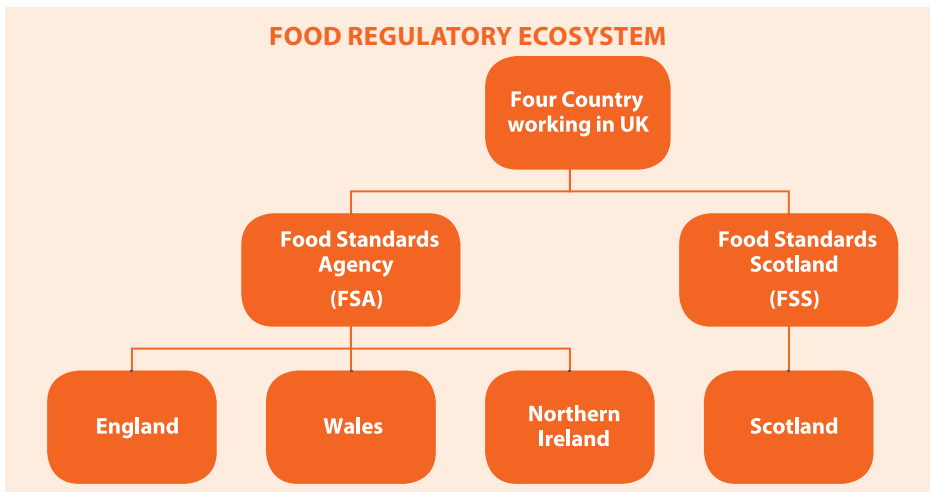 FOOD REGULATORY ECOSYSTEM
Four Country
working in UK
Food Standards
Agency
(FSA)
Food Standards
Scotland
(FSS)
England
Wales
Northern
Ireland
Scotland